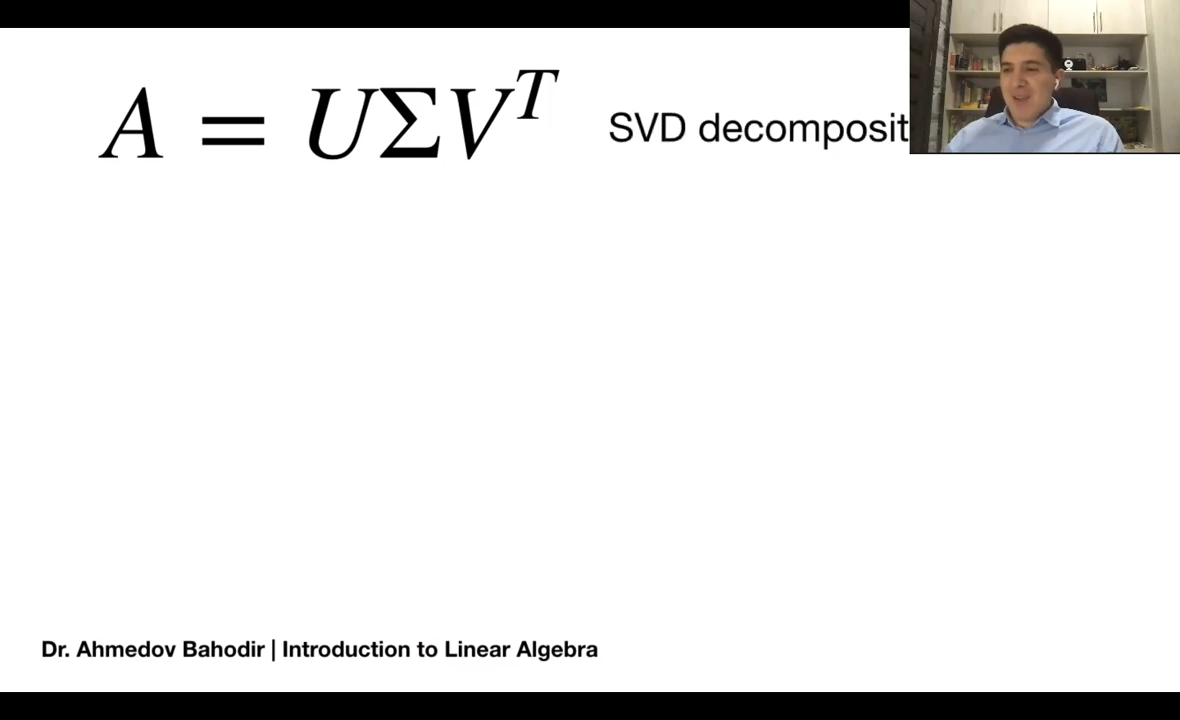 A = UΣV^T SVD decomposit
Dr. Ahmedov Bahodir | Introduction to Linear Algebra